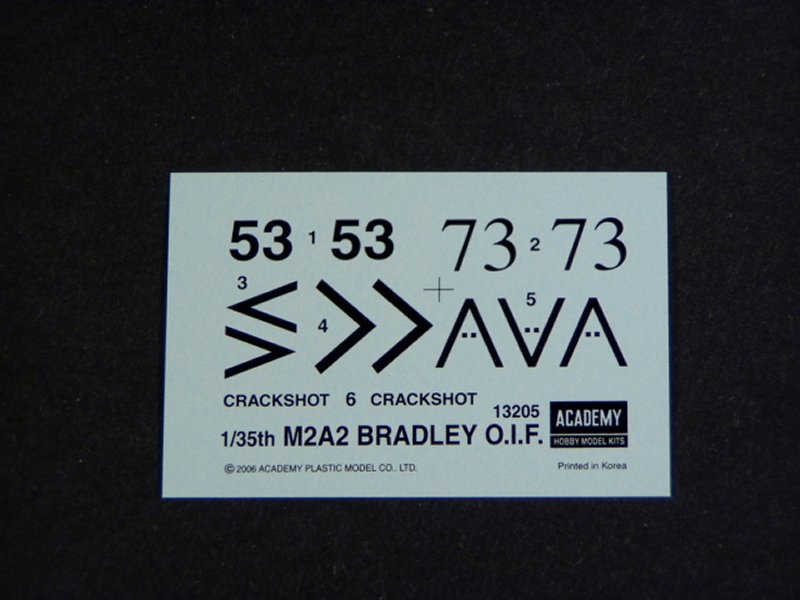 53 1 53 73 2 73
3
4
5
CRACKSHOT 6 CRACKSHOT
13205
1/35th M2A2 BRADLEY O.I.F.
ACADEMY
HOBBY MODEL KITS
© 2006 ACADEMY PLASTIC MODEL CO.. LTD.
Printed in Korea